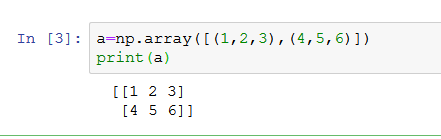 In [3]: a=np.array([(1,2,3),(4,5,6)])
print(a)
[[1 2 3]
[4 5 6]]